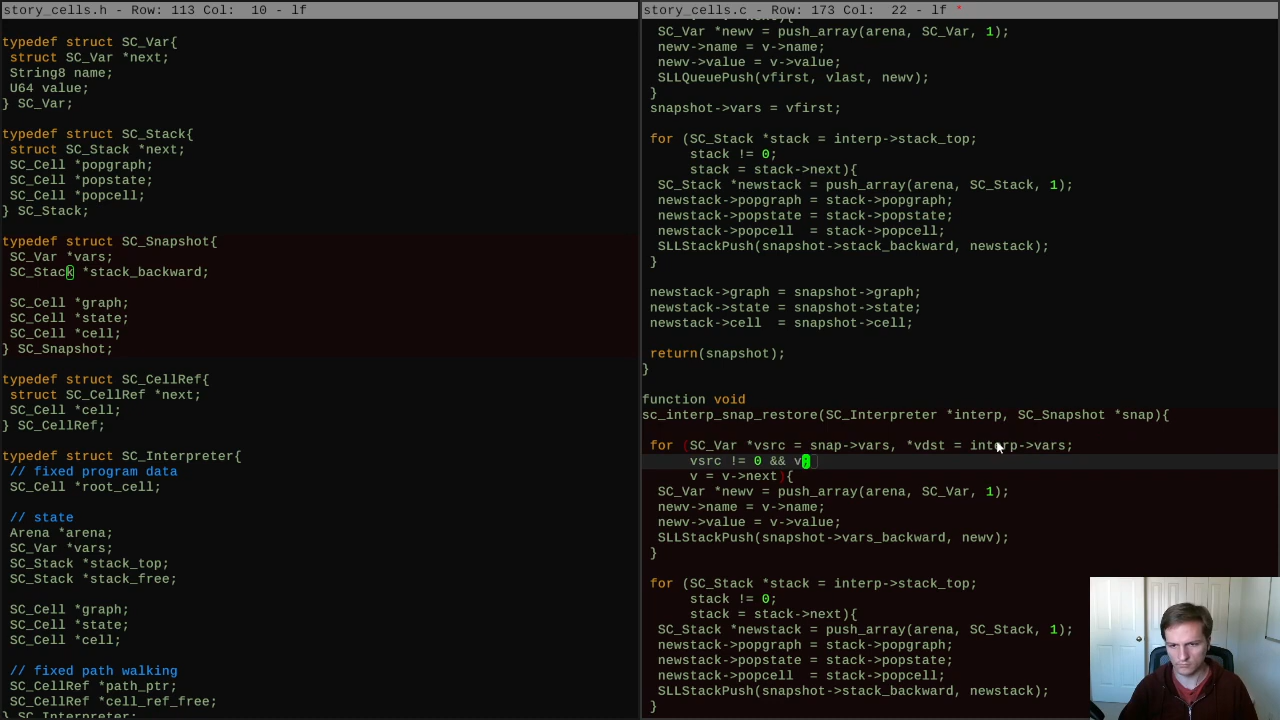 story_cells.h - Row: 113 Col:  10 - lf
typedef struct SC_Var{
 struct SC_Var *next;
 String8 name;
 U64 value;
} SC_Var;
typedef struct SC_Stack{
 struct SC_Stack *next;
 SC_Cell *popgraph;
 SC_Cell *popstate;
 SC_Cell *popcell;
} SC_Stack;
typedef struct SC_Snapshot{
 SC_Var *vars;
 SC_Stack *stack_backward;
 SC_Cell *graph;
 SC_Cell *state;
 SC_Cell *cell;
} SC_Snapshot;
typedef struct SC_CellRef{
 struct SC_CellRef *next;
 SC_Cell *cell;
} SC_CellRef;
typedef struct SC_Interpreter{
 // fixed program data
 SC_Cell *root_cell;
 // state
 Arena *arena;
 SC_Var *vars;
 SC_Stack *stack_top;
 SC_Stack *stack_free;
 SC_Cell *graph;
 SC_Cell *state;
 SC_Cell *cell;
 // fixed path walking
 SC_CellRef *path_ptr;
 SC_CellRef *cell_ref_free;
} SC_Interpreter;
story_cells.c - Row: 173 Col:  22 - lf *
  SC_Var *newv = push_array(arena, SC_Var, 1);
  newv->name = v->name;
  newv->value = v->value;
  SLLQueuePush(vfirst, vlast, newv);
 }
 snapshot->vars = vfirst;
 for (SC_Stack *stack = interp->stack_top;
      stack != 0;
      stack = stack->next){
  SC_Stack *newstack = push_array(arena, SC_Stack, 1);
  newstack->popgraph = stack->popgraph;
  newstack->popstate = stack->popstate;
  newstack->popcell  = stack->popcell;
  SLLStackPush(snapshot->stack_backward, newstack);
 }
 newstack->graph = snapshot->graph;
 newstack->state = snapshot->state;
 newstack->cell  = snapshot->cell;
 return(snapshot);
}
function void
sc_interp_snap_restore(SC_Interpreter *interp, SC_Snapshot *snap){
 for (SC_Var *vsrc = snap->vars, *vdst = interp->vars;
      vsrc != 0 && v;
      v = v->next){
  SC_Var *newv = push_array(arena, SC_Var, 1);
  newv->name = v->name;
  newv->value = v->value;
  SLLStackPush(snapshot->vars_backward, newv);
 }
 for (SC_Stack *stack = interp->stack_top;
      stack != 0;
      stack = stack->next){
  SC_Stack *newstack = push_array(arena, SC_Stack, 1);
  newstack->popgraph = stack->popgraph;
  newstack->popstate = stack->popstate;
  newstack->popcell  = stack->popcell;
  SLLStackPush(snapshot->stack_backward, newstack);
 }